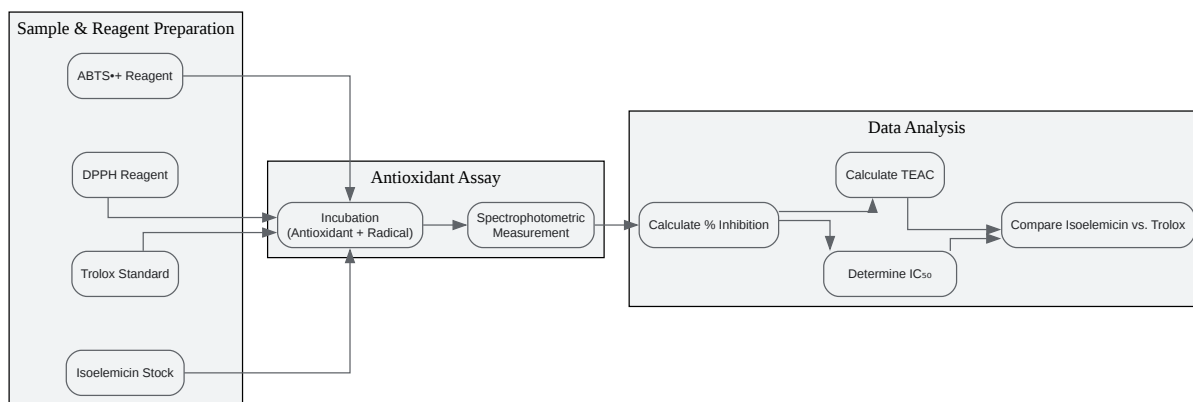 Sample & Reagent Preparation
ABTS•+ Reagent
DPPH Reagent
Trolox Standard
Isoelemicin Stock
Antioxidant Assay
Incubation
(Antioxidant + Radical)
Spectrophotometric
Measurement
Data Analysis
Calculate % Inhibition
Calculate TEAC
Determine IC₅₀
Compare Isoelemicin vs. Trolox